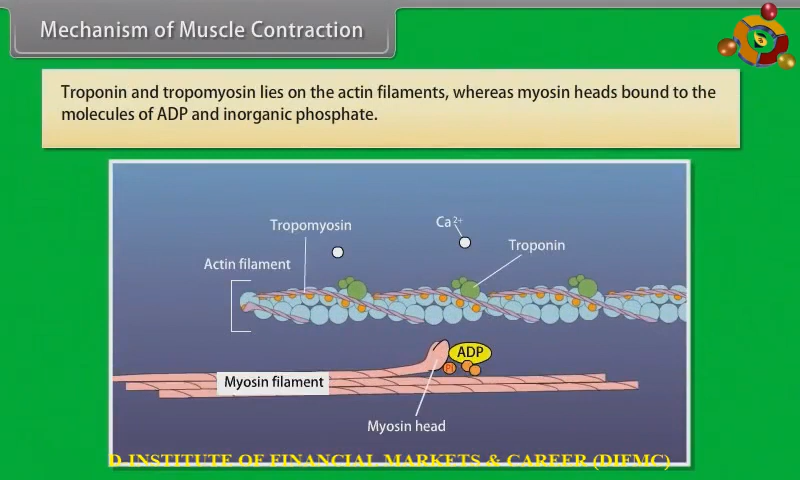 Mechanism of Muscle Contraction
Troponin and tropomyosin lies on the actin filaments, whereas myosin heads bound to the
molecules of ADP and inorganic phosphate.
Tropomyosin
Ca2+
Troponin
Actin filament
ADP
Pi
Myosin filament
Myosin head
D-INSTITUTE OF FINANCIAL MARKETS & CAREER (DIFMC)